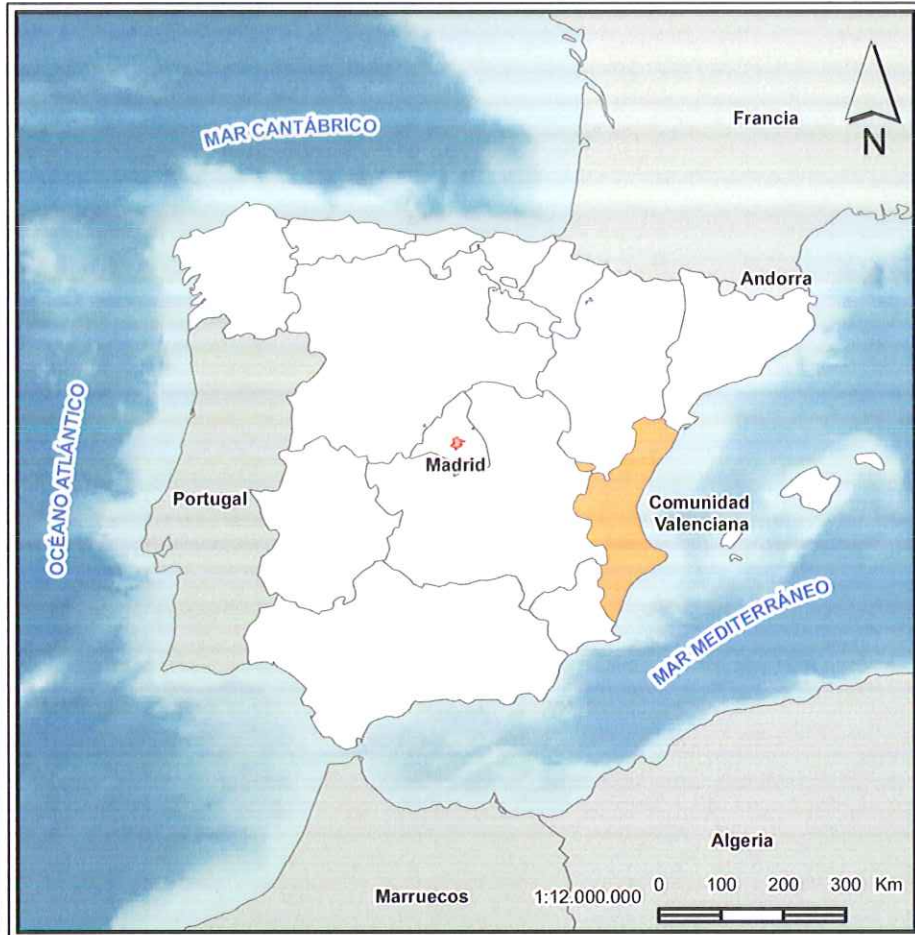 MAR CANTÁBRICO
Francia
N
Andorra
OCÉANO ATLÁNTICO
Madrid
Portugal
Comunidad
Valenciana
MAR MEDITERRÁNEO
Algeria
Marruecos
1:12.000.000
0 100 200 300 Km